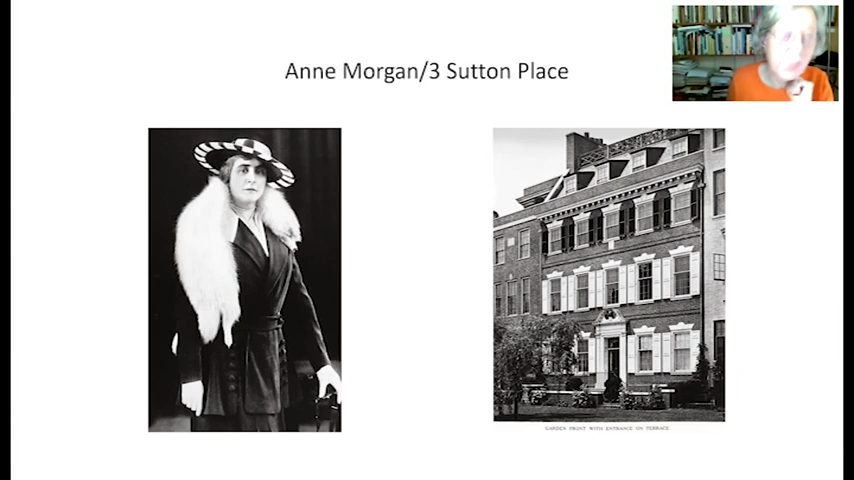 Anne Morgan/3 Sutton Place
GARDEN FRONT WITH ENTRANCE ON TERRACE